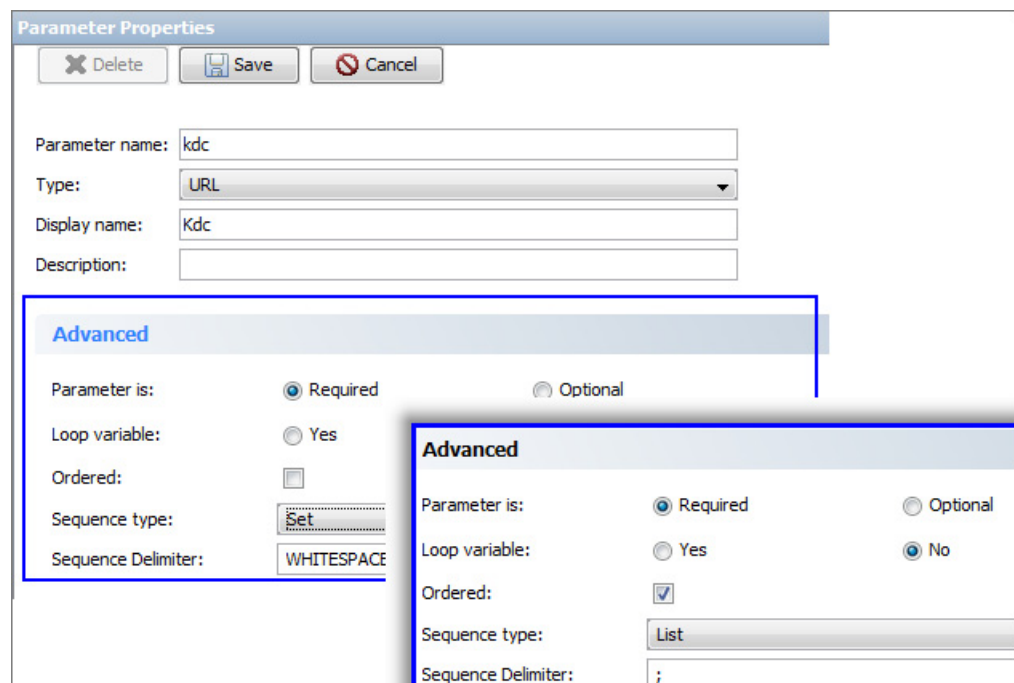 Parameter Properties
Delete Save Cancel
Parameter name: kdc
Type: URL
Display name: Kdc
Description:
Advanced
Parameter is: Required Optional
Loop variable: Yes
Ordered:
Sequence type: Set
Sequence Delimiter: WHITESPACE
Advanced
Parameter is: Required Optional
Loop variable: Yes No
Ordered:
Sequence type: List
Sequence Delimiter: ;